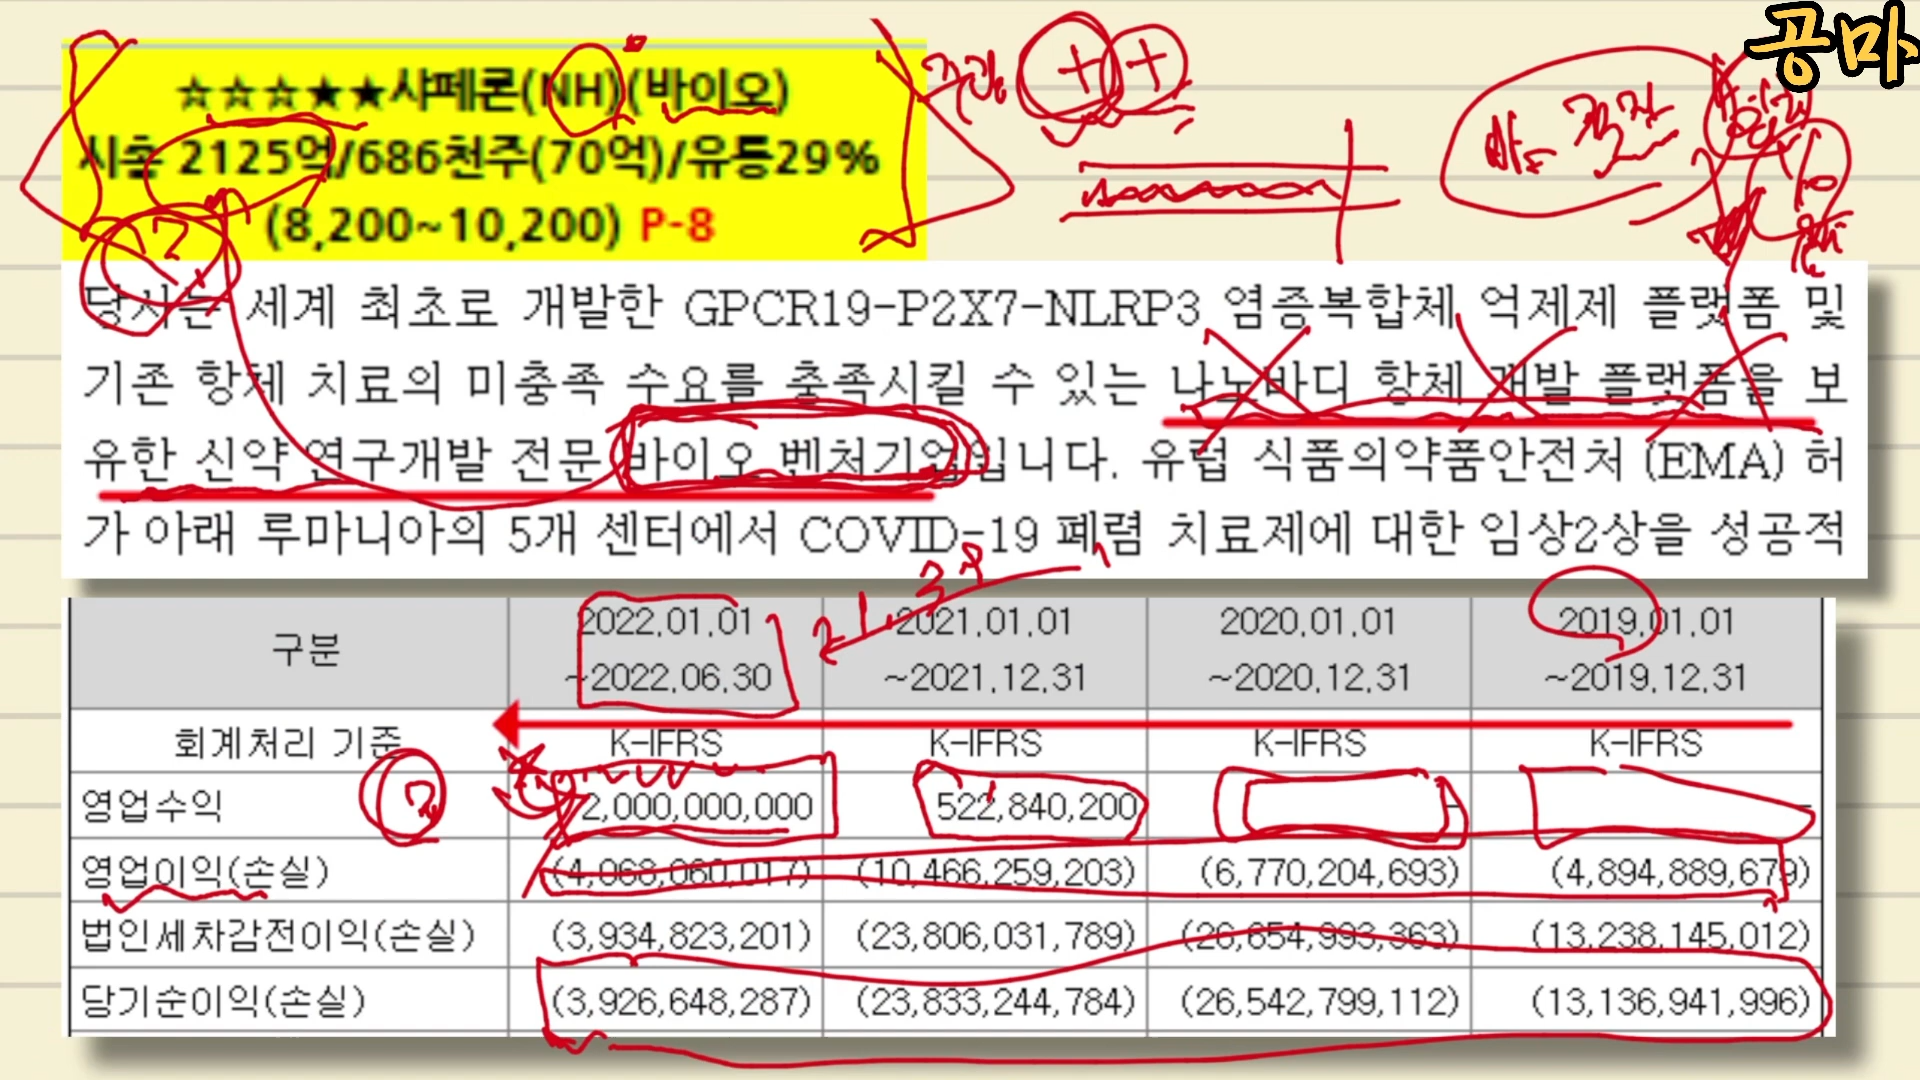 공마
☆☆☆★★샤페론(NH)(바이오)
시총 2125억/686천주(70억)/유통29%
(8,200~10,200) P-8
당사는 세계 최초로 개발한 GPCR19-P2X7-NLRP3 염증복합체 억제제 플랫폼 및
기존 항체 치료의 미충족 수요를 충족시킬 수 있는 나노바디 항체 개발 플랫폼을 보
유한 신약 연구개발 전문 바이오 벤처기업입니다. 유럽 식품의약품안전처 (EMA) 허
가 아래 루마니아의 5개 센터에서 COVID-19 폐렴 치료제에 대한 임상2상을 성공적
구분 2022.01.01 ~2022.06.30 2021.01.01 ~2021.12.31 2020.01.01 ~2020.12.31 2019.01.01 ~2019.12.31
회계처리 기준 K-IFRS K-IFRS K-IFRS K-IFRS
영업수익 2,000,000,000 522,840,200 - -
영업이익(손실) (4,068,060,017) (10,466,259,203) (6,770,204,693) (4,894,889,679)
법인세차감전이익(손실) (3,934,823,201) (23,806,031,789) (26,654,993,363) (13,238,145,012)
당기순이익(손실) (3,926,648,287) (23,833,244,784) (26,542,799,112) (13,136,941,996)